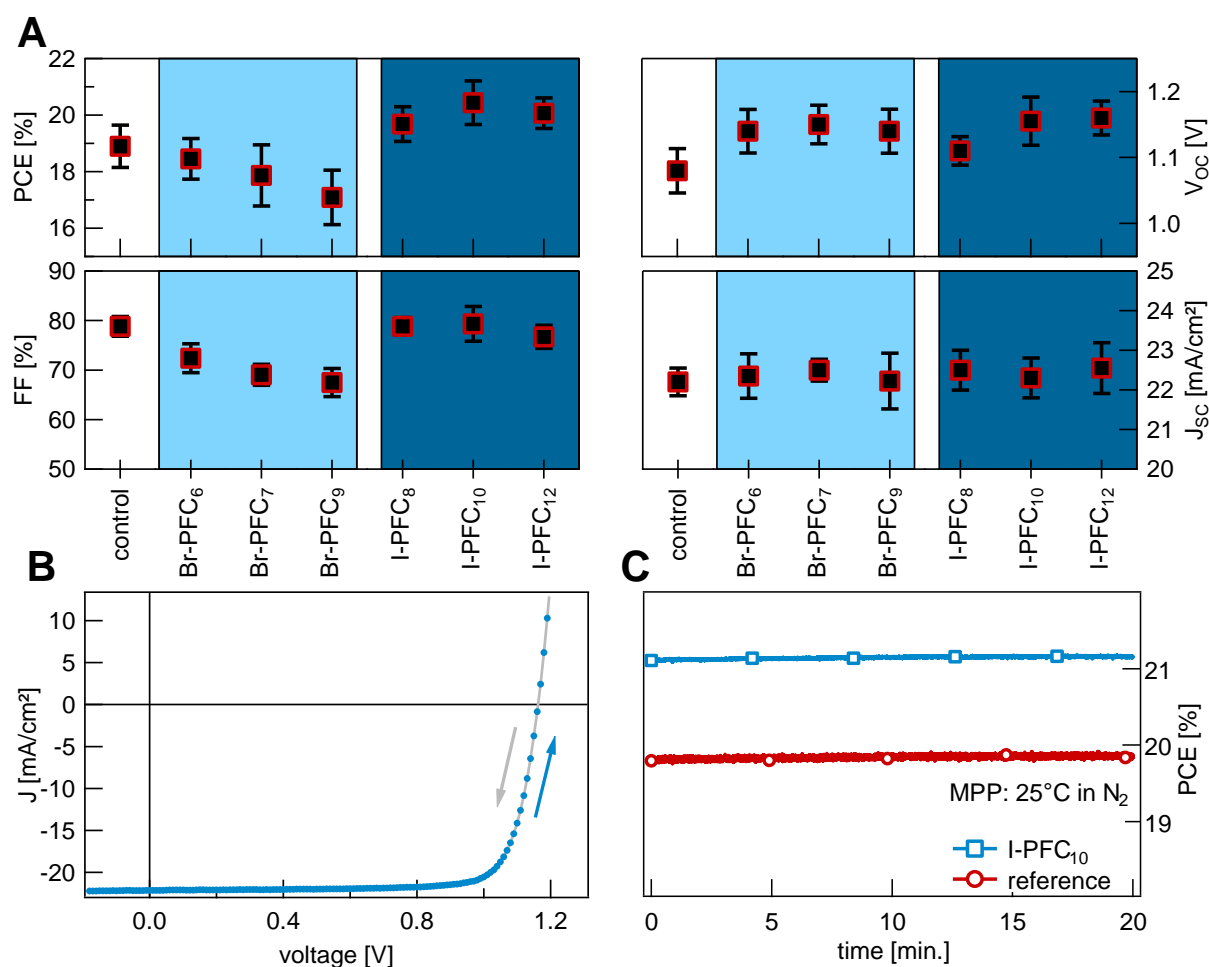 A
PCE [%]
22
20
18
16
1.2
1.1
1.0
V_OC [V]
FF [%]
90
80
70
60
50
25
24
23
22
21
20
J_SC [mA/cm²]
control
Br-PFC₆
Br-PFC₇
Br-PFC₉
I-PFC₈
I-PFC₁₀
I-PFC₁₂
control
Br-PFC₆
Br-PFC₇
Br-PFC₉
I-PFC₈
I-PFC₁₀
I-PFC₁₂
B
J [mA/cm²]
10
5
0
-5
-10
-15
-20
0.0
0.4
0.8
1.2
voltage [V]
C
21
20
19
PCE [%]
MPP: 25°C in N₂
I-PFC₁₀
reference
0
5
10
15
20
time [min.]